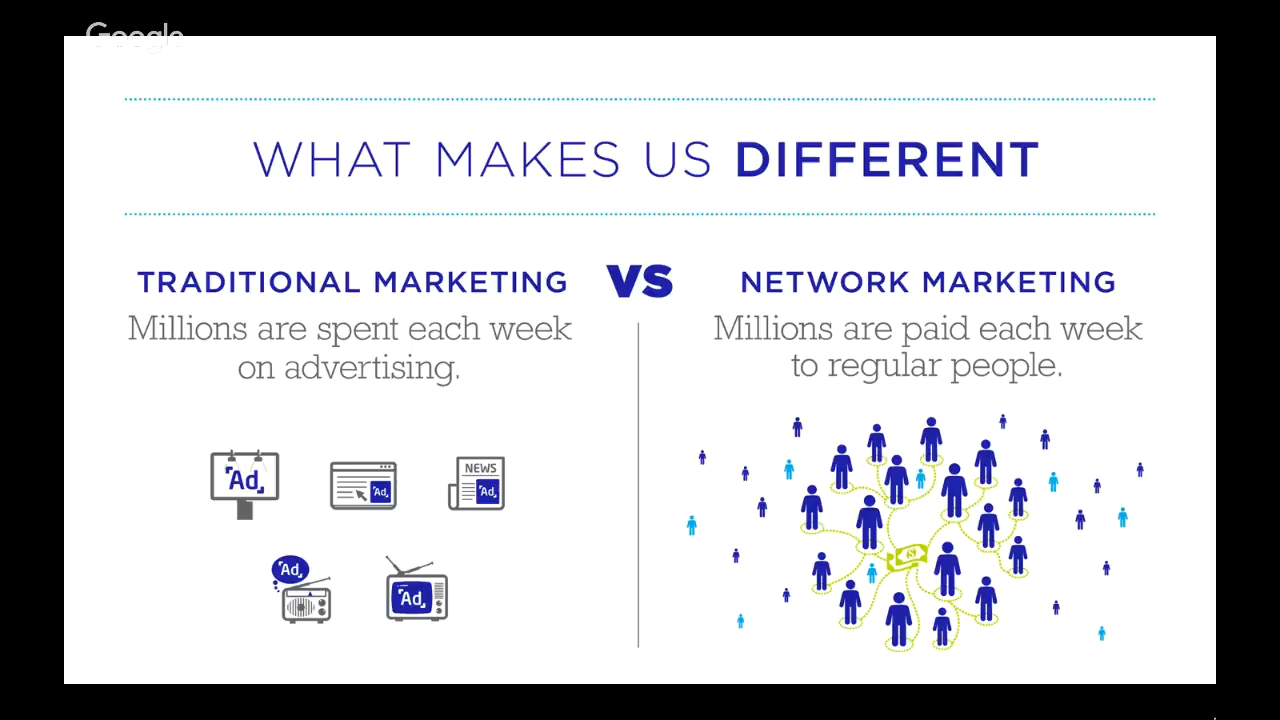 Google
WHAT MAKES US DIFFERENT
TRADITIONAL MARKETING
VS
NETWORK MARKETING
Millions are spent each week
on advertising.
Millions are paid each week
to regular people.
Ad
Ad
NEWS
Ad
Ad
Ad
$